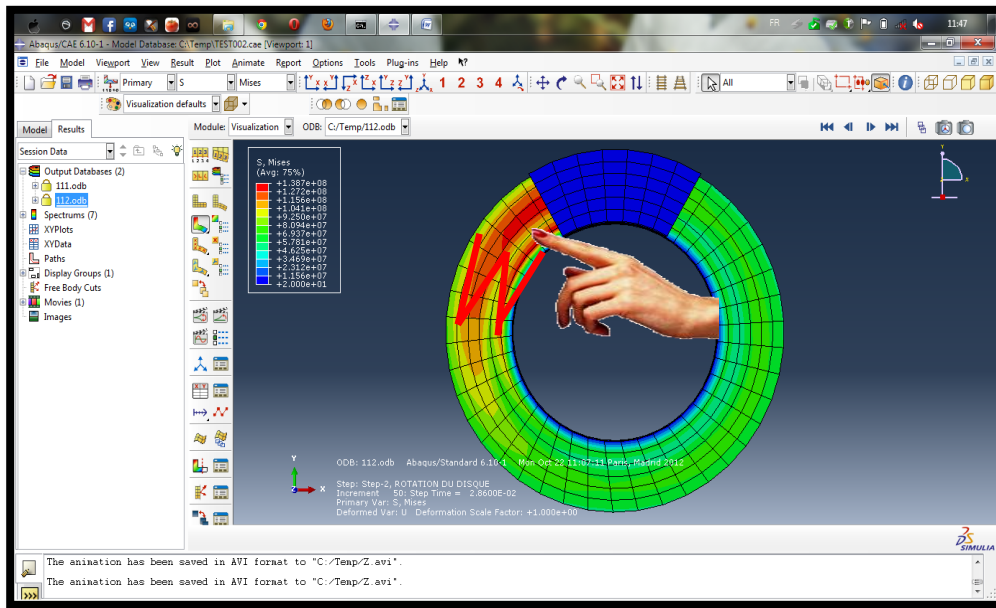 FR 11:47
Abaqus/CAE 6.10-1 - Model Database: C:\Temp\TEST002.cae [Viewport: 1]
File Model Viewport View Result Plot Animate Report Options Tools Plug-ins Help
Primary S Mises 1 2 3 4 All
Visualization defaults
Model Results Module: Visualization ODB: C:/Temp/112.odb
Session Data
Output Databases (2)
111.odb
112.odb
Spectrums (7)
XYPlots
XYData
Paths
Display Groups (1)
Free Body Cuts
Movies (1)
Images
S, Mises
(Avg: 75%)
+1.387e+08
+1.272e+08
+1.156e+08
+1.041e+08
+9.250e+07
+8.094e+07
+6.937e+07
+5.781e+07
+4.625e+07
+3.469e+07
+2.312e+07
+1.156e+07
+2.000e+01
Y
X
ODB: 112.odb Abaqus/Standard 6.10-1 Mon Oct 22 11:07:11 Paris, Madrid 2012
Step: Step-2, ROTATION DU DISQUE
Increment 50: Step Time = 2.8600E-02
Primary Var: S, Mises
Deformed Var: U Deformation Scale Factor: +1.000e+00
SIMULIA
The animation has been saved in AVI format to "C:/Temp/Z.avi".
The animation has been saved in AVI format to "C:/Temp/Z.avi".